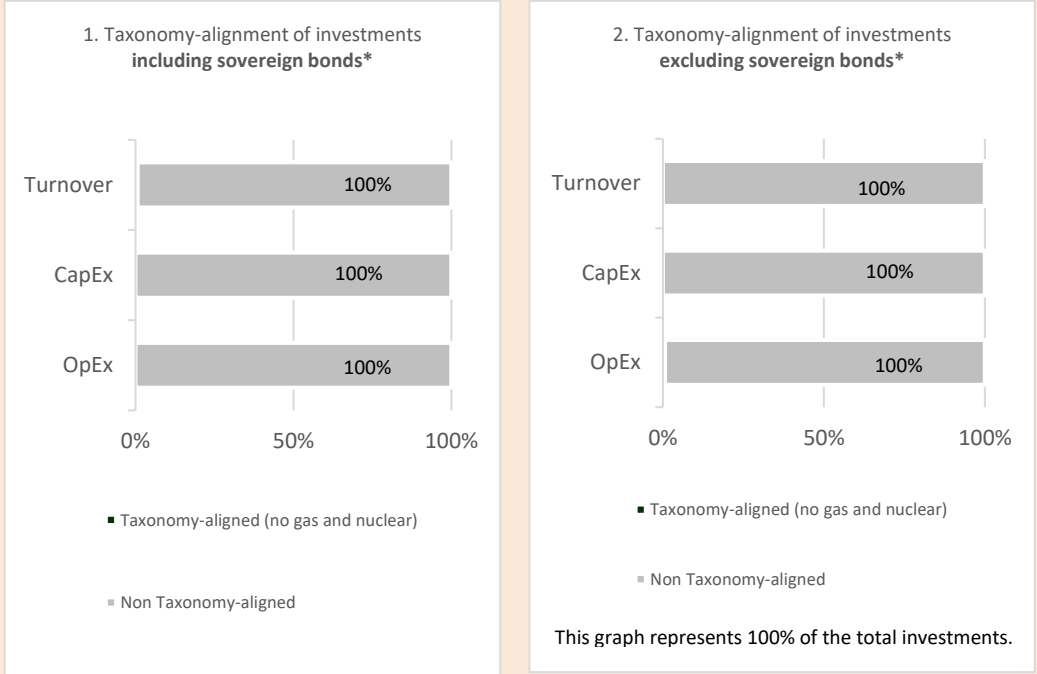 1. Taxonomy-alignment of investments
including sovereign bonds*
Turnover
100%
CapEx
100%
OpEx
100%
0%
50%
100%
Taxonomy-aligned (no gas and nuclear)
Non Taxonomy-aligned
2. Taxonomy-alignment of investments
excluding sovereign bonds*
Turnover
100%
CapEx
100%
OpEx
100%
0%
50%
100%
Taxonomy-aligned (no gas and nuclear)
Non Taxonomy-aligned
This graph represents 100% of the total investments.